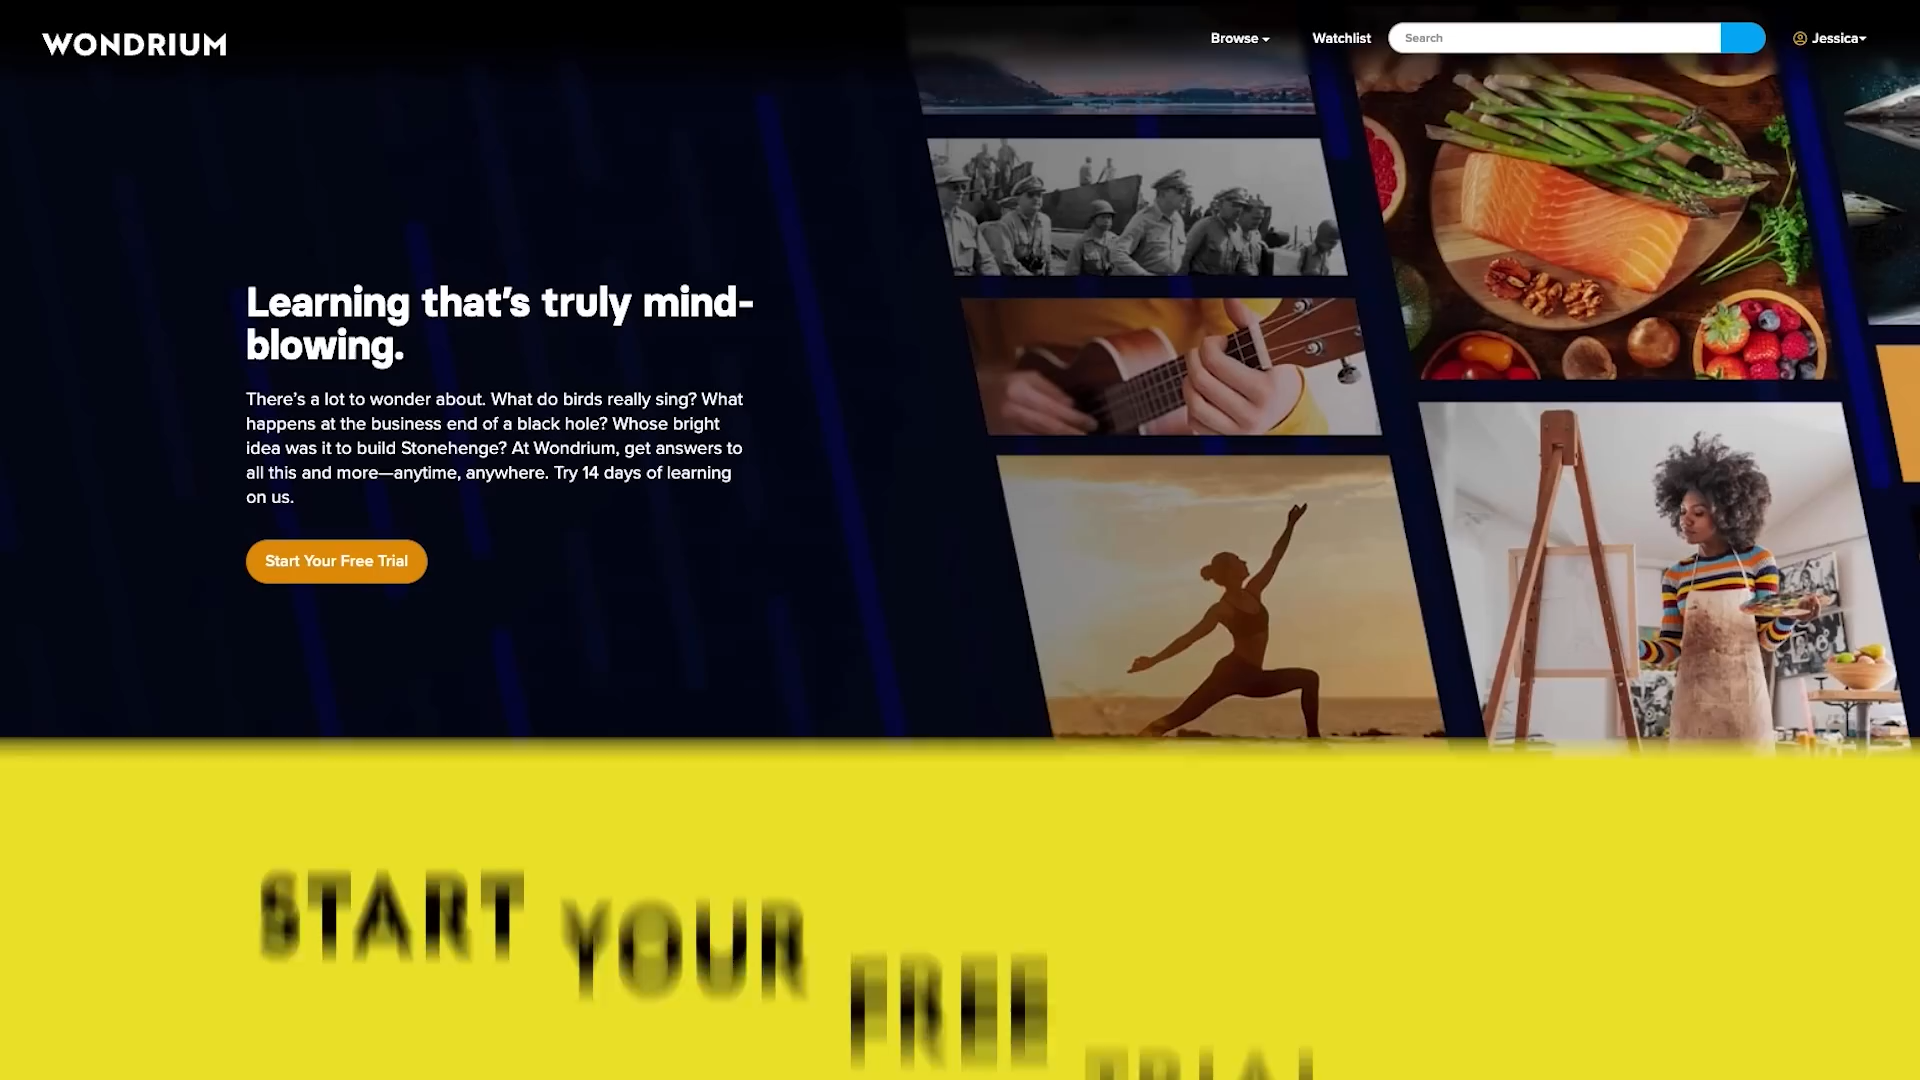 WONDRIUM
Browse
Watchlist
Search
Jessica
Learning that's truly mind-
blowing.
There's a lot to wonder about. What do birds really sing? What
happens at the business end of a black hole? Whose bright
idea was it to build Stonehenge? At Wondrium, get answers to
all this and more—anytime, anywhere. Try 14 days of learning
on us.
Start Your Free Trial
START YOUR FREE TRIAL